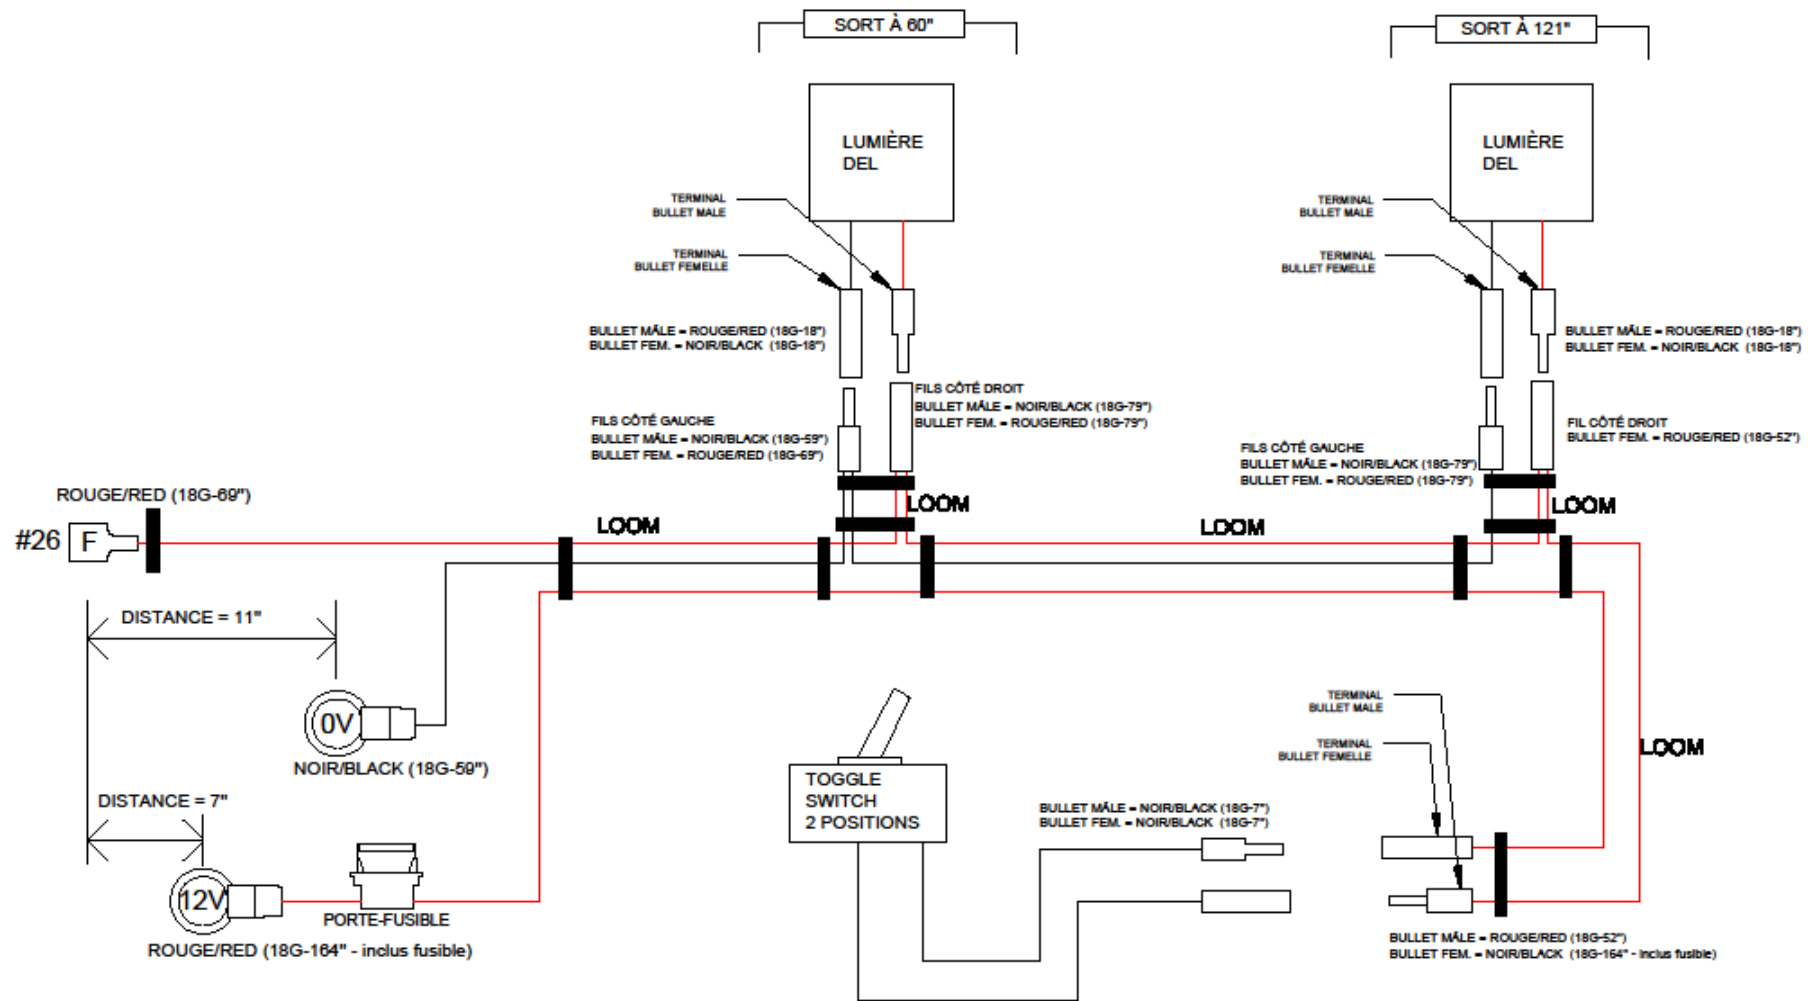 SORT À 60"
SORT À 121"
LUMIÈRE
DEL
LUMIÈRE
DEL
TERMINAL
BULLET MALE
TERMINAL
BULLET FEMELLE
TERMINAL
BULLET MALE
TERMINAL
BULLET FEMELLE
BULLET MÂLE = ROUGE/RED (18G-18")
BULLET FEM. = NOIR/BLACK (18G-18")
BULLET MÂLE = ROUGE/RED (18G-18")
BULLET FEM. = NOIR/BLACK (18G-18")
FILS CÔTÉ DROIT
BULLET MÂLE = NOIR/BLACK (18G-79")
BULLET FEM. = ROUGE/RED (18G-79")
FILS CÔTÉ GAUCHE
BULLET MÂLE = NOIR/BLACK (18G-59")
BULLET FEM. = ROUGE/RED (18G-69")
FIL CÔTÉ DROIT
BULLET FEM. = ROUGE/RED (18G-52")
FILS CÔTÉ GAUCHE
BULLET MÂLE = NOIR/BLACK (18G-79")
BULLET FEM. = ROUGE/RED (18G-79")
ROUGE/RED (18G-69")
#26 F
LOOM
LOOM
LOOM
LOOM
DISTANCE = 11"
0V
NOIR/BLACK (18G-59")
DISTANCE = 7"
12V
PORTE-FUSIBLE
ROUGE/RED (18G-164" - inclus fusible)
TOGGLE
SWITCH
2 POSITIONS
BULLET MÂLE = NOIR/BLACK (18G-7")
BULLET FEM. = NOIR/BLACK (18G-7")
TERMINAL
BULLET MALE
TERMINAL
BULLET FEMELLE
LOOM
BULLET MÂLE = ROUGE/RED (18G-52")
BULLET FEM. = NOIR/BLACK (18G-164" - inclus fusible)